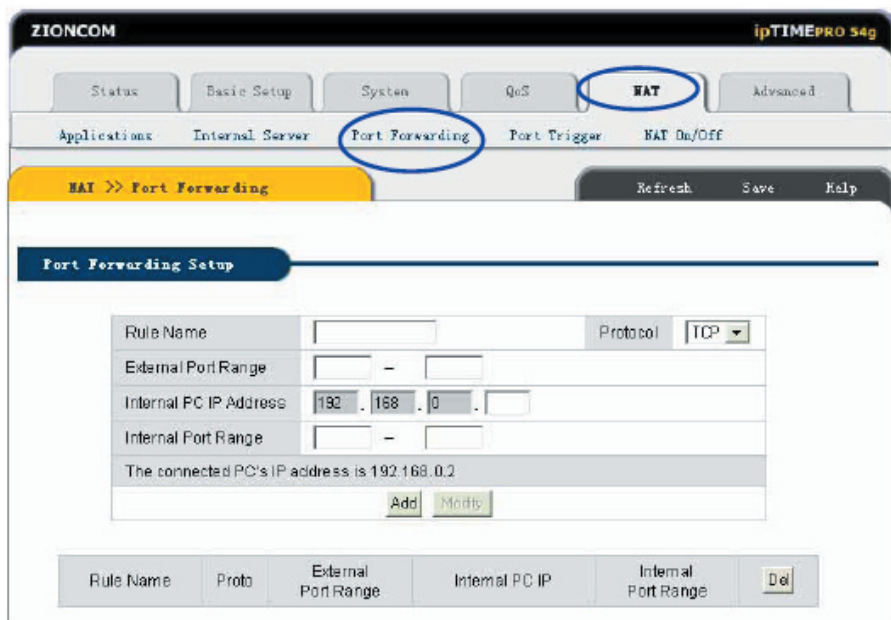 ZIONCOM ipTIMEPRO 54g
Status Basic Setup System QoS NAT Advanced
Applications Internal Server Port Forwarding Port Trigger NAT On/Off
NAT >> Port Forwarding Refresh Save Help
Port Forwarding Setup
Rule Name Protocol TCP
External Port Range –
Internal PC IP Address 192 . 168 . 0 .
Internal Port Range –
The connected PC's IP address is 192.168.0.2
Add Modify
Rule Name Proto External Port Range Internal PC IP Internal Port Range Del